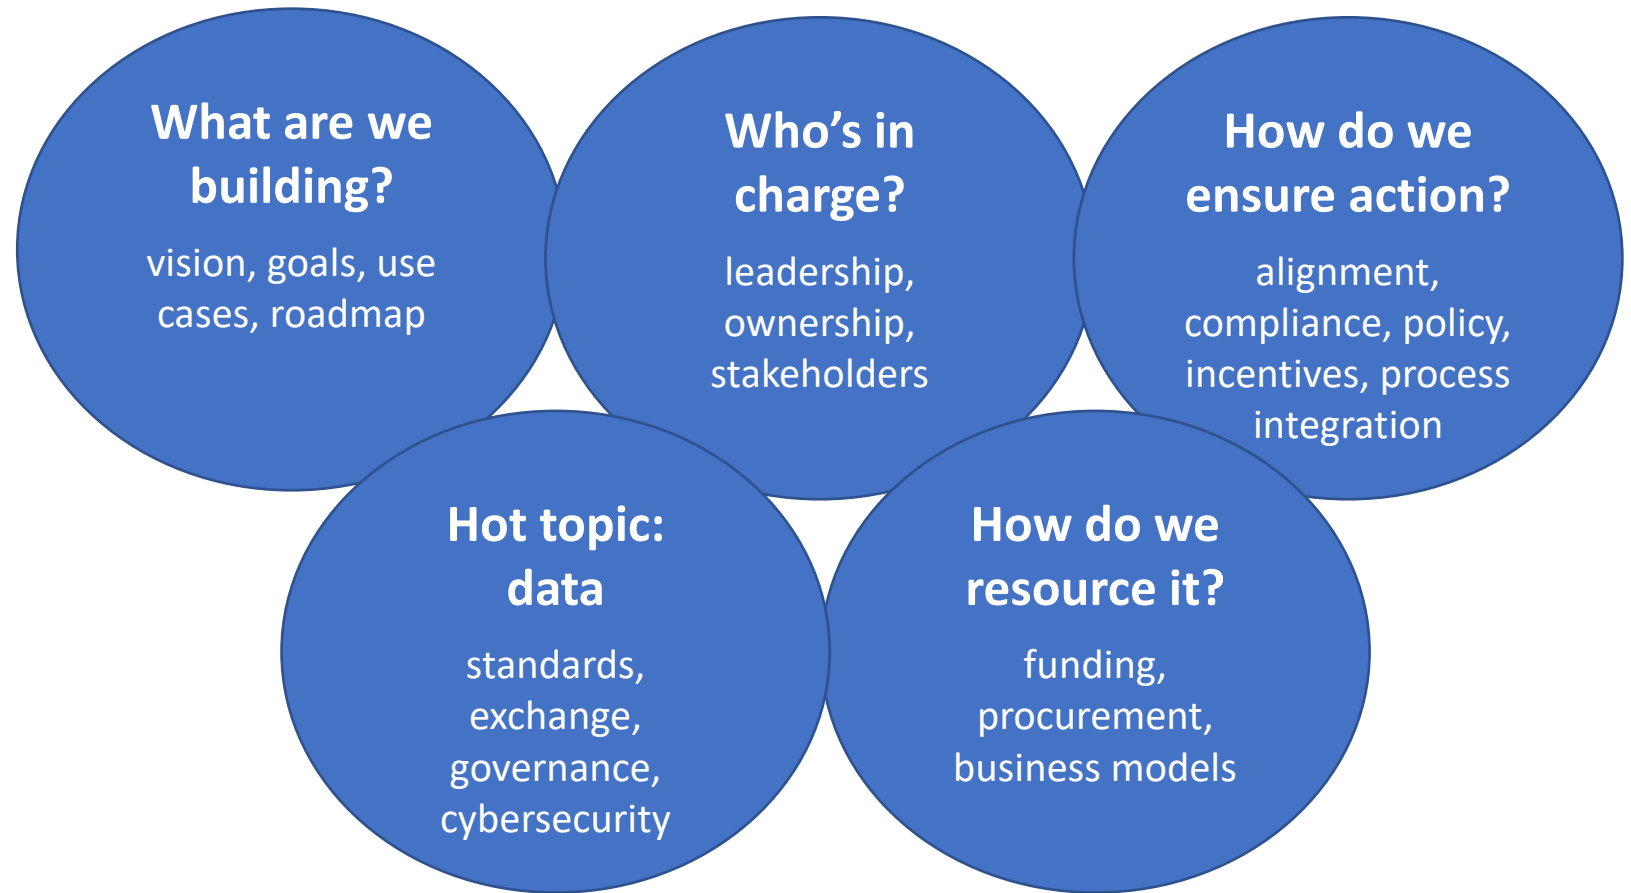 What are we
building?
vision, goals, use
cases, roadmap
Who’s in
charge?
leadership,
ownership,
stakeholders
How do we
ensure action?
alignment,
compliance, policy,
incentives, process
integration
Hot topic:
data
standards,
exchange,
governance,
cybersecurity
How do we
resource it?
funding,
procurement,
business models